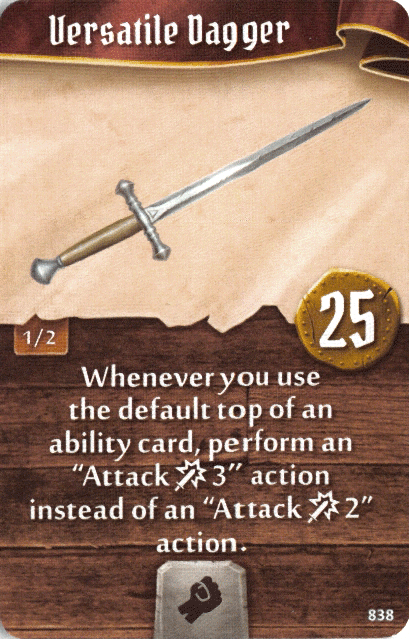 Versatile Dagger
25
1/2
Whenever you use
the default top of an
ability card, perform an
“Attack 3” action
instead of an “Attack 2”
action.
838